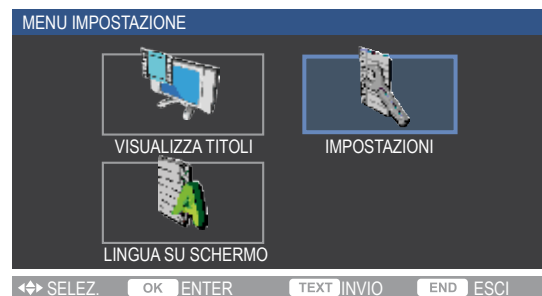 MENU IMPOSTAZIONE
VISUALIZZA TITOLI IMPOSTAZIONI
LINGUA SU SCHERMO
SELEZ. OK ENTER TEXT INVIO END ESCI